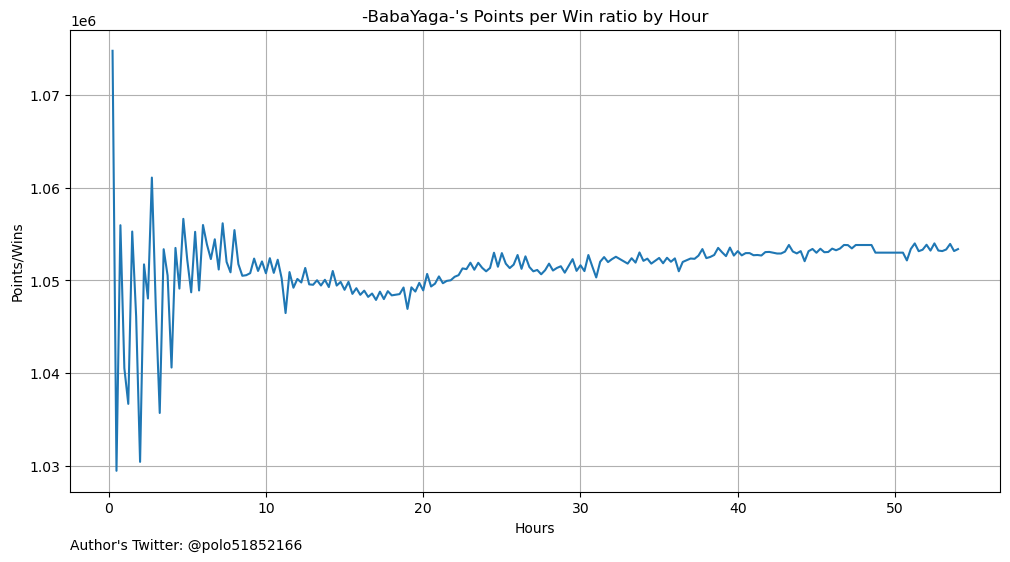 -BabaYaga-'s Points per Win ratio by Hour
1e6
1.07
1.06
1.05
1.04
1.03
Points/Wins
0 10 20 30 40 50
Hours
Author's Twitter: @polo51852166